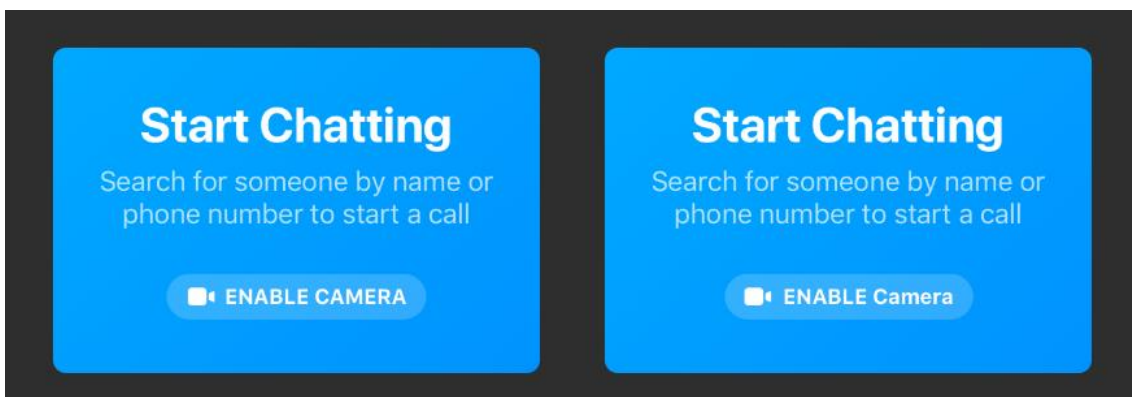 Start Chatting
Search for someone by name or
phone number to start a call
ENABLE CAMERA
Start Chatting
Search for someone by name or
phone number to start a call
ENABLE Camera